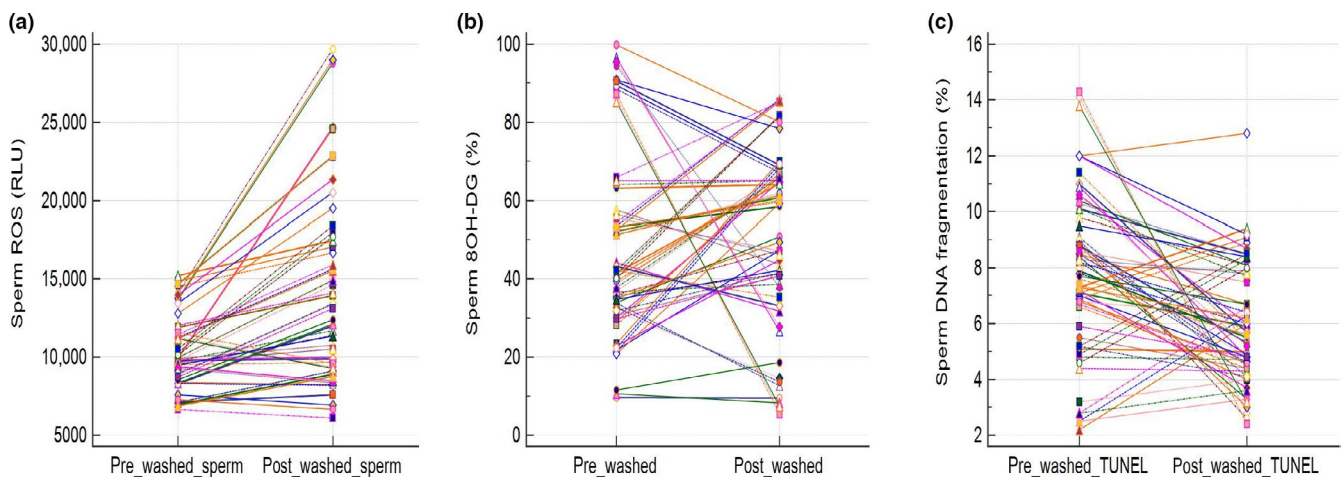 (a)
Sperm ROS (RLU)
30,000
25,000
20,000
15,000
10,000
5000
Pre_washed_sperm
Post_washed_sperm
(b)
Sperm 8OH-DG (%)
100
80
60
40
20
0
Pre_washed
Post_washed
(c)
Sperm DNA fragmentation (%)
16
14
12
10
8
6
4
2
Pre_washed_TUNEL
Post_washed_TUNEL